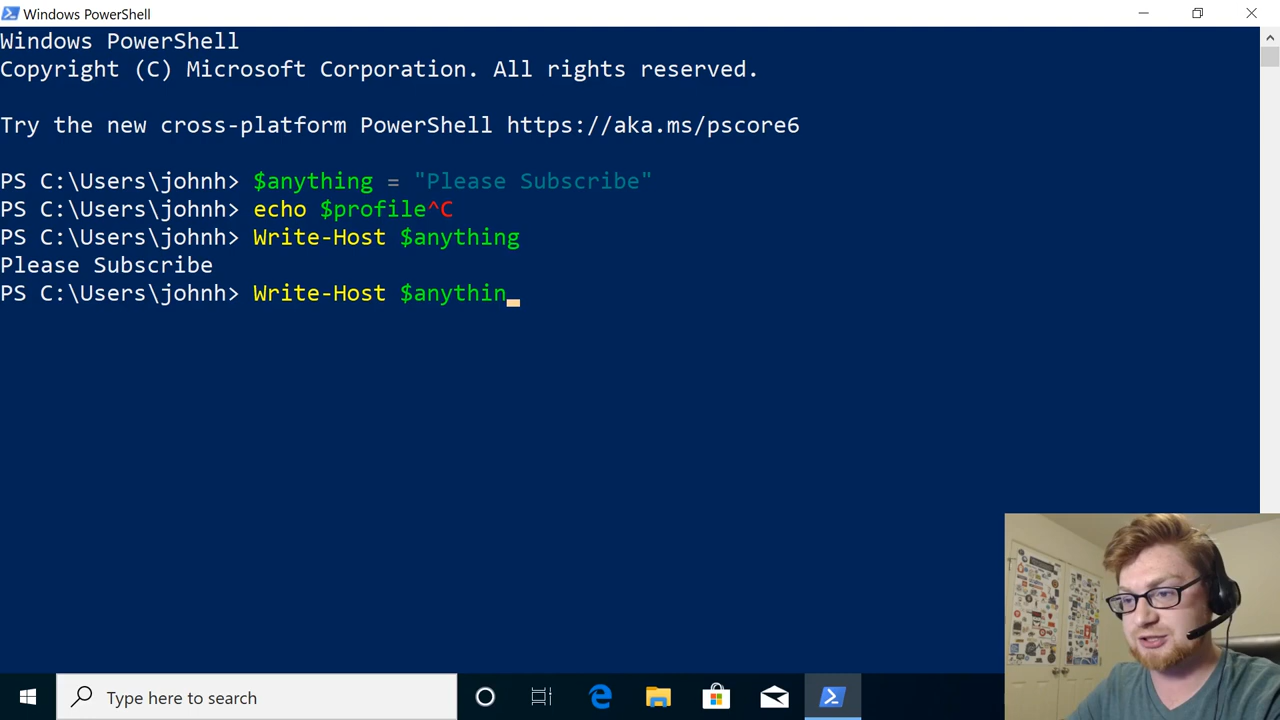 Windows PowerShell
Windows PowerShell
Copyright (C) Microsoft Corporation. All rights reserved.
Try the new cross-platform PowerShell https://aka.ms/pscore6
PS C:\Users\johnh> $anything = "Please Subscribe"
PS C:\Users\johnh> echo $profile^C
PS C:\Users\johnh> Write-Host $anything
Please Subscribe
PS C:\Users\johnh> Write-Host $anythin
Type here to search